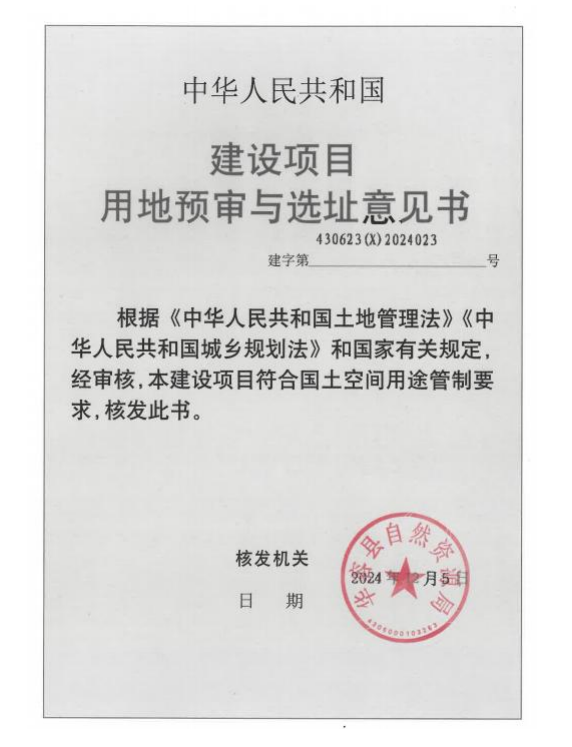 中华人民共和国
建设项目
用地预审与选址意见书
430623(X)2024023
建字第 号
根据《中华人民共和国土地管理法》《中
华人民共和国城乡规划法》和国家有关规定，
经审核，本建设项目符合国土空间用途管制要
求，核发此书。
华容县自然资源局
核发机关
2024年12月5日
日 期